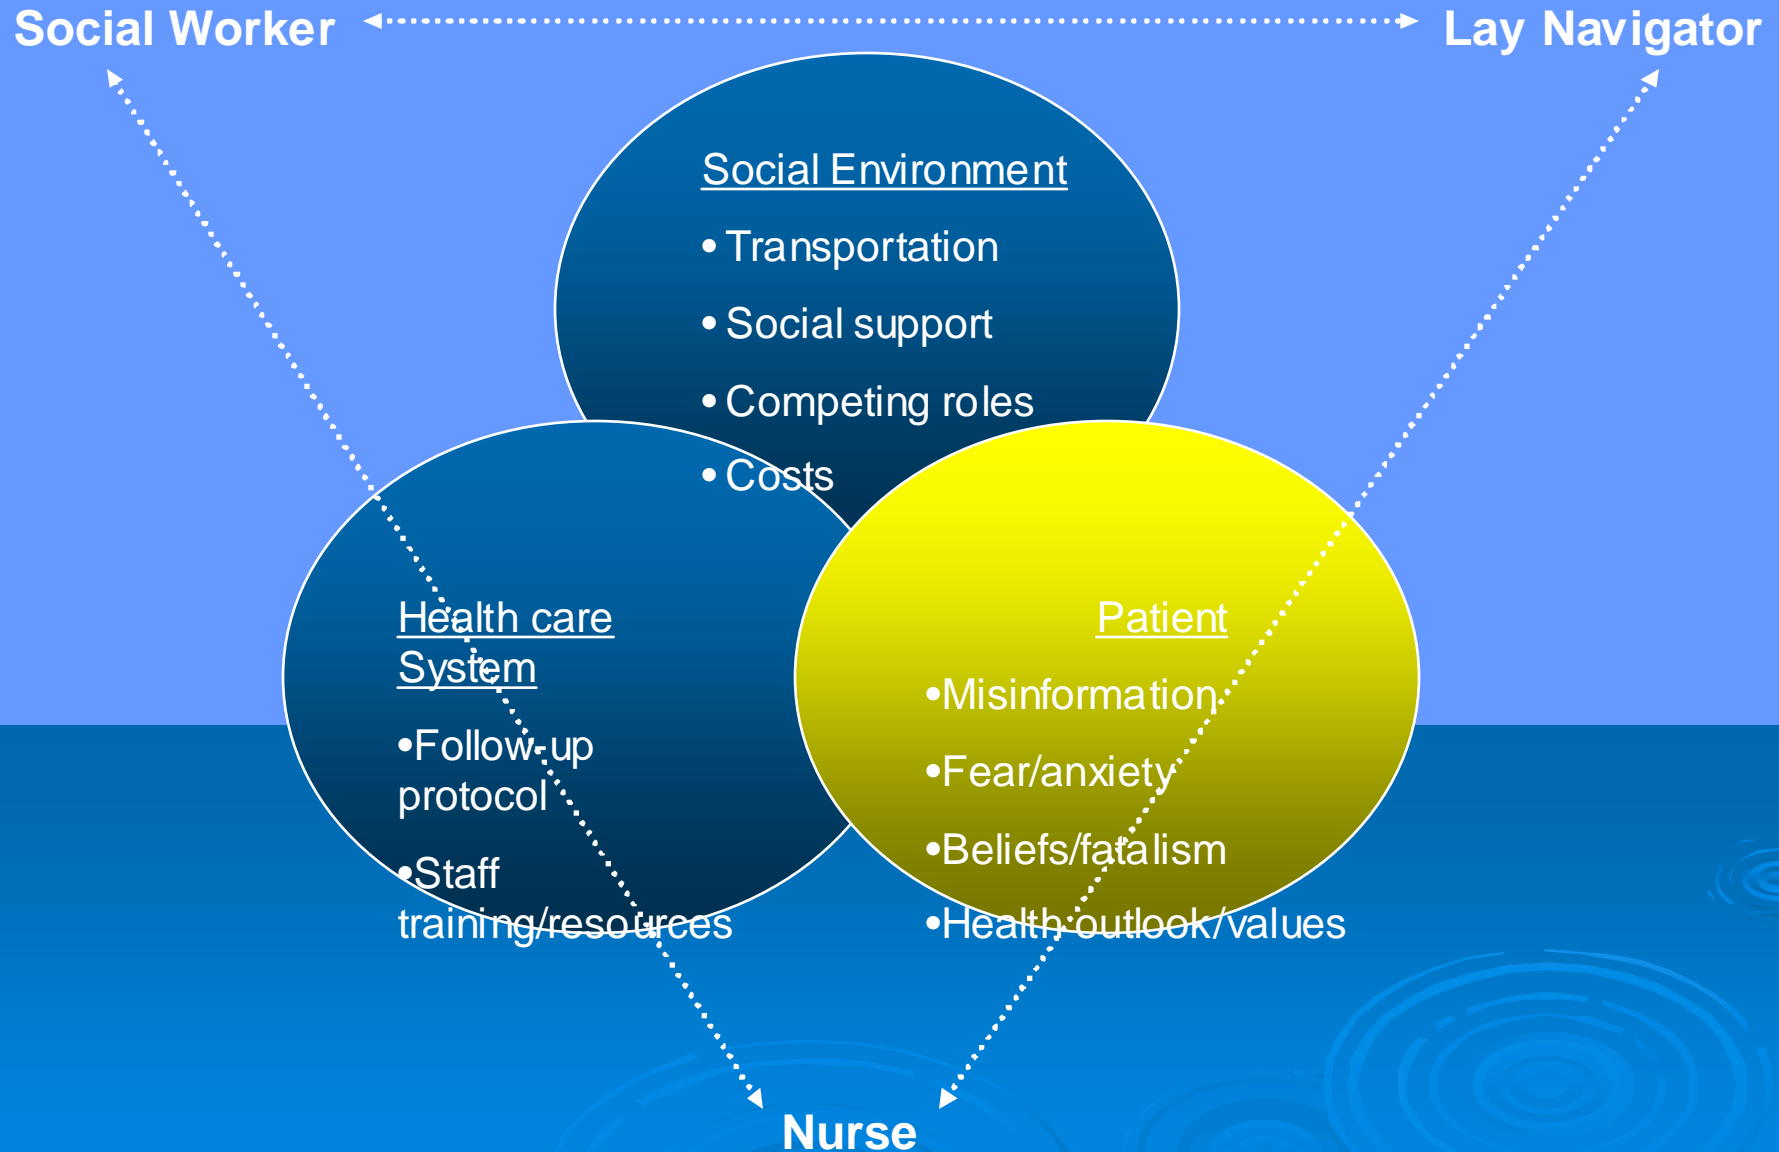 Social Worker
Lay Navigator
Social Environment
• Transportation
• Social support
• Competing roles
• Costs
Health care
System
•Follow-up
protocol
•Staff
training/resources
Patient
•Misinformation
•Fear/anxiety
•Beliefs/fatalism
•Health outlook/values
Nurse